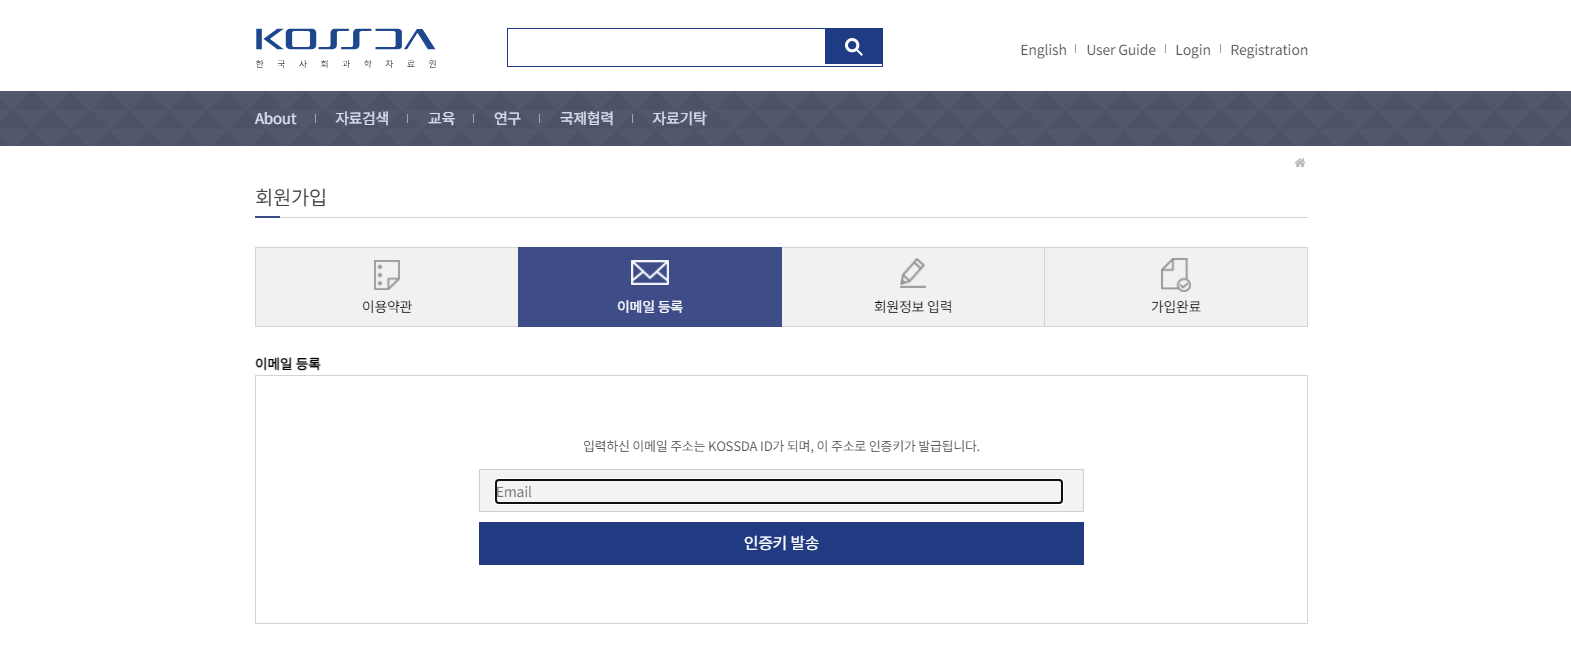 KOSSDA
한국사회과학자료원
English User Guide Login Registration
About 자료검색 교육 연구 국제협력 자료기탁
회원가입
이용약관 이메일 등록 회원정보 입력 가입완료
이메일 등록
입력하신 이메일 주소는 KOSSDA ID가 되며, 이 주소로 인증키가 발급됩니다.
Email
인증키 발송